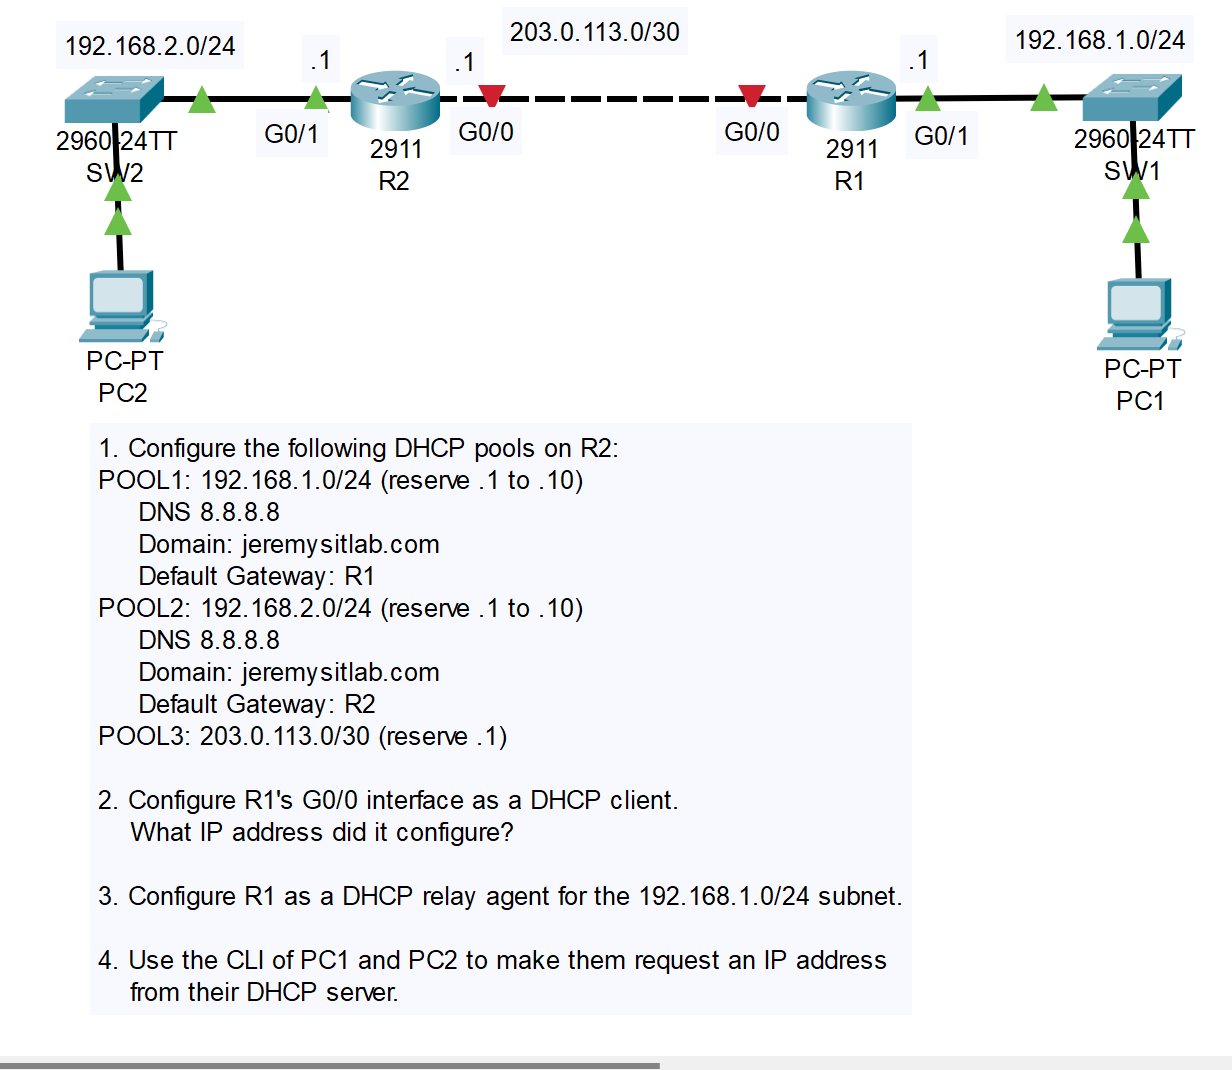 203.0.113.0/30
192.168.2.0/24
192.168.1.0/24
.1
.1
.1
G0/1
G0/0
G0/0
G0/1
2960-24TT
SW2
2911
R2
2911
R1
2960-24TT
SW1
PC-PT
PC2
PC-PT
PC1
1. Configure the following DHCP pools on R2:
POOL1: 192.168.1.0/24 (reserve .1 to .10)
DNS 8.8.8.8
Domain: jeremysitlab.com
Default Gateway: R1
POOL2: 192.168.2.0/24 (reserve .1 to .10)
DNS 8.8.8.8
Domain: jeremysitlab.com
Default Gateway: R2
POOL3: 203.0.113.0/30 (reserve .1)
2. Configure R1's G0/0 interface as a DHCP client.
What IP address did it configure?
3. Configure R1 as a DHCP relay agent for the 192.168.1.0/24 subnet.
4. Use the CLI of PC1 and PC2 to make them request an IP address
from their DHCP server.